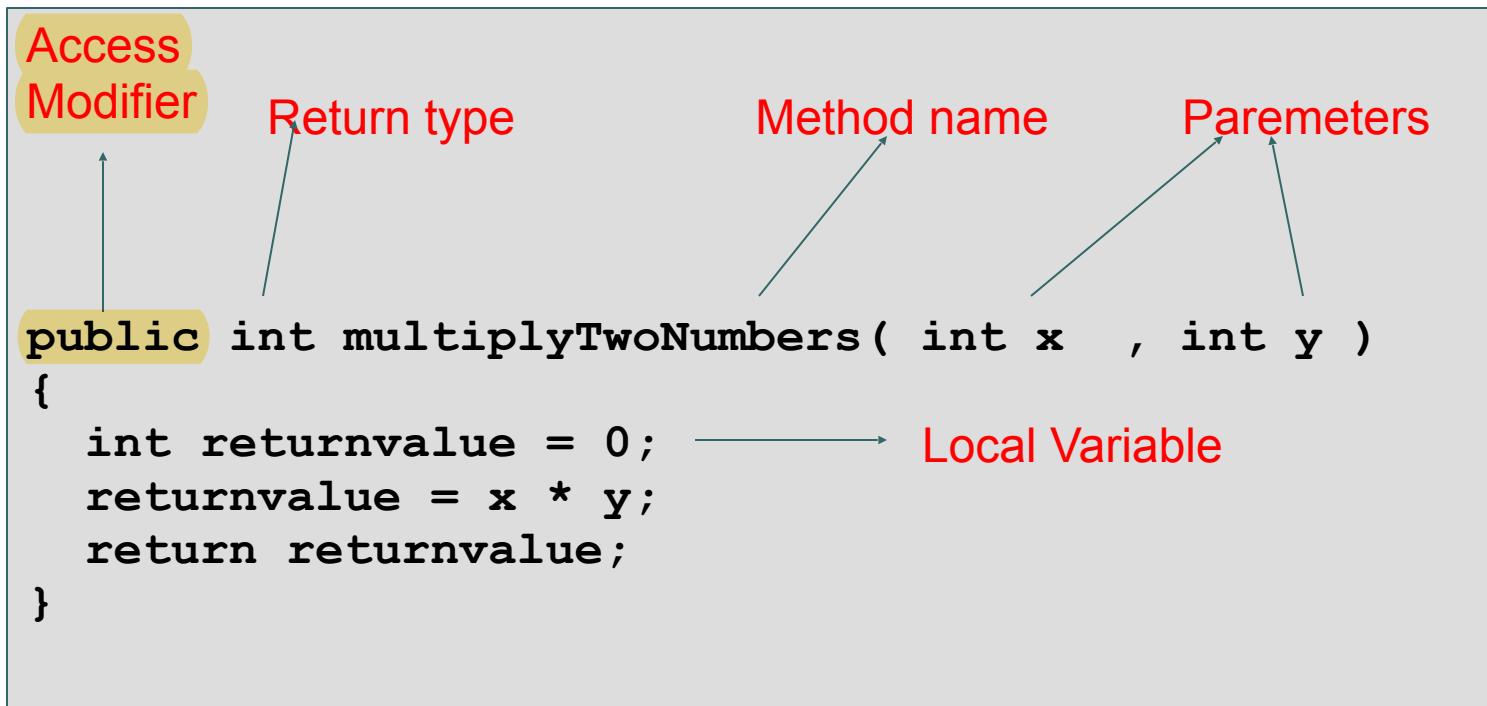 Access
Modifier
Return type
Method name
Paremeters
public int multiplyTwoNumbers( int x , int y )
{
int returnvalue = 0;
Local Variable
returnvalue = x * y;
return returnvalue;
}